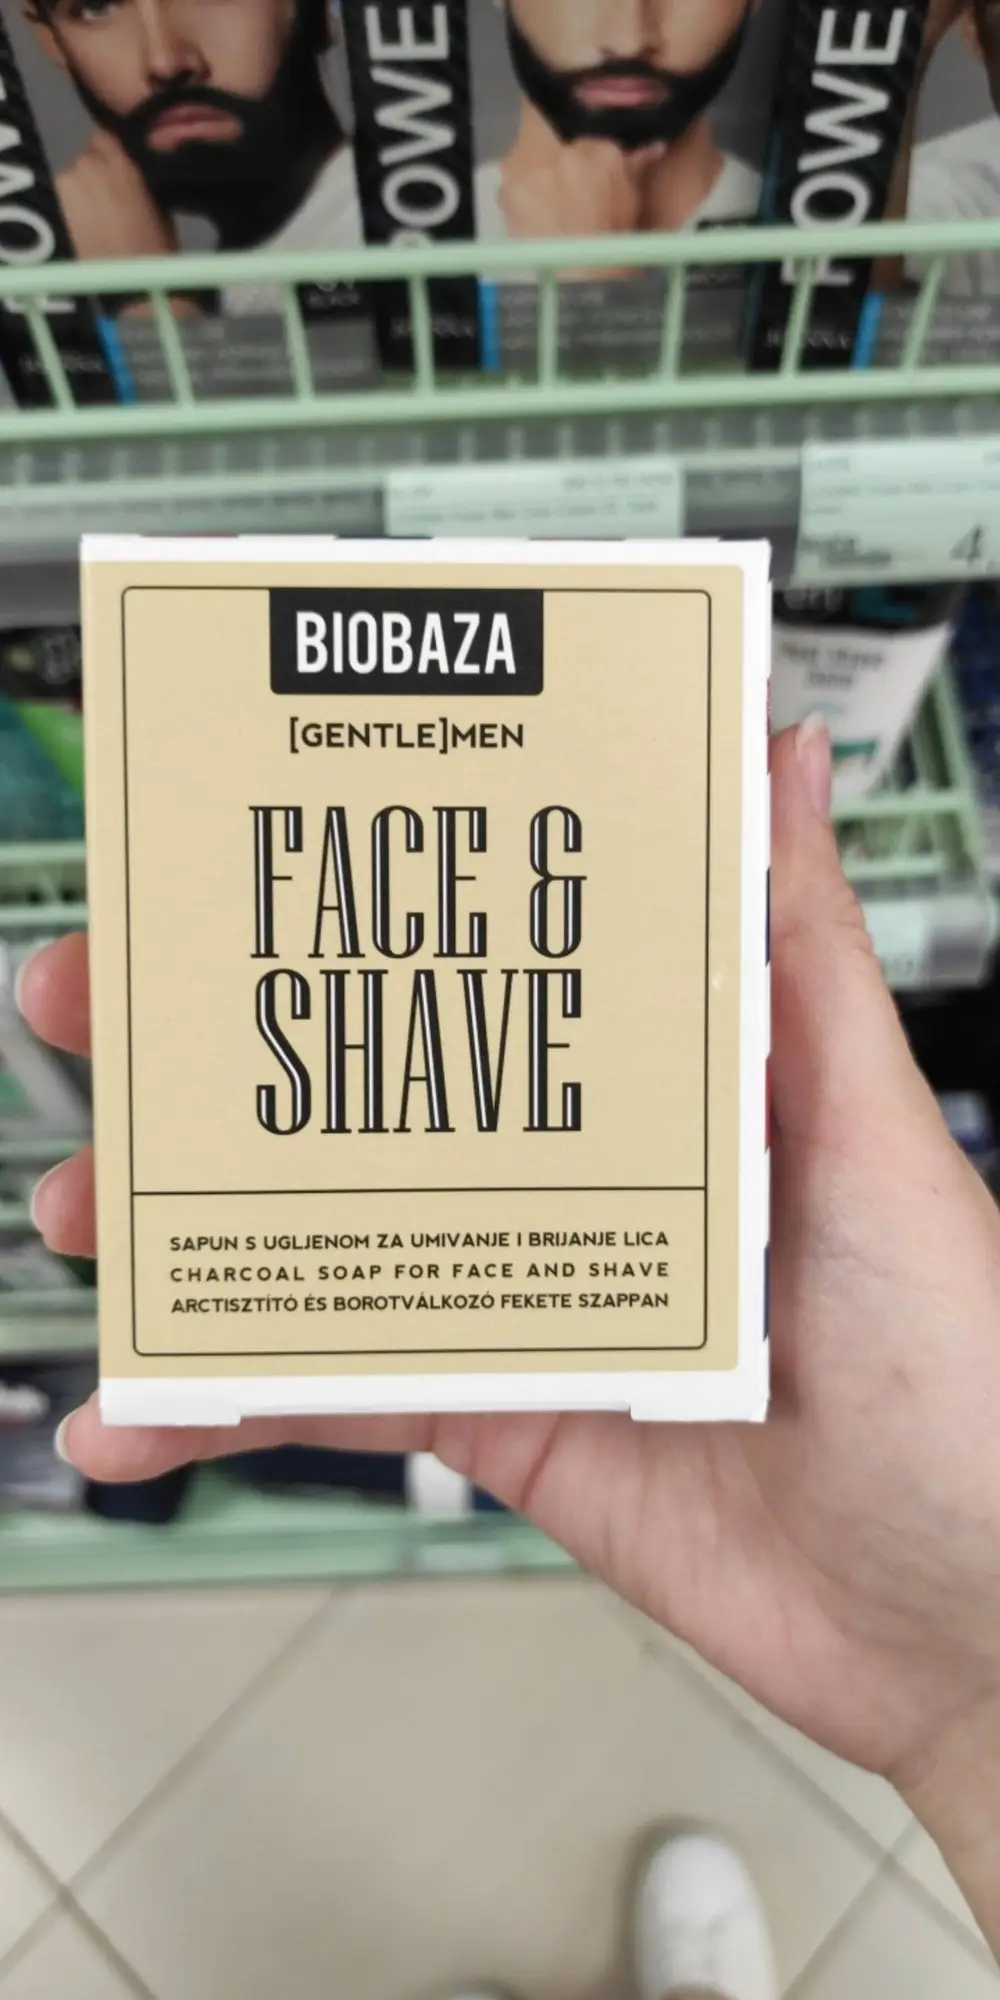 POWE
POWE
4
BIOBAZA
[GENTLE]MEN
FACE &
SHAVE
SAPUN S UGLJENOM ZA UMIVANJE I BRIJANJE LICA
CHARCOAL SOAP FOR FACE AND SHAVE
ARCTISZTÍTÓ ÉS BOROTVÁLKOZÓ FEKETE SZAPPAN